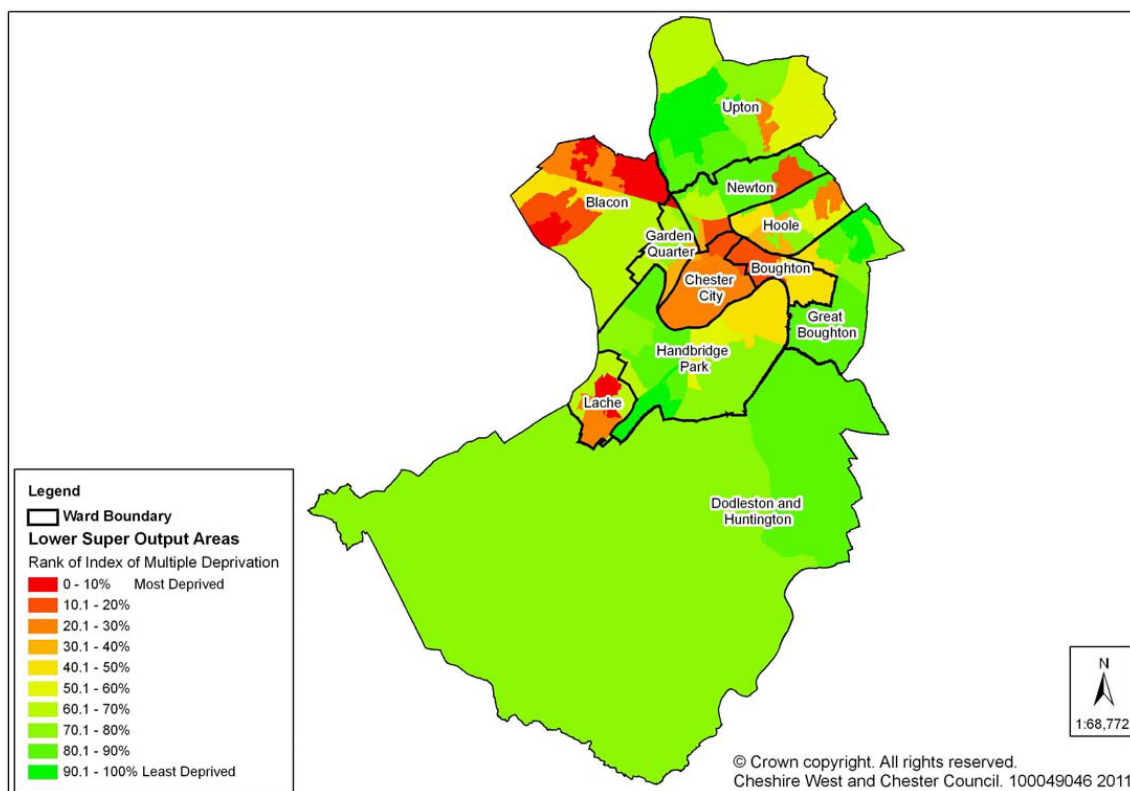 Upton
Newton
Blacon
Hoole
Garden
Quarter
Boughton
Chester
City
Great
Boughton
Handbridge
Park
Lache
Dodleston and
Huntington
Legend
Ward Boundary
Lower Super Output Areas
Rank of Index of Multiple Deprivation
0 - 10% Most Deprived
10.1 - 20%
20.1 - 30%
30.1 - 40%
40.1 - 50%
50.1 - 60%
60.1 - 70%
70.1 - 80%
80.1 - 90%
90.1 - 100% Least Deprived
N
1:68,772
© Crown copyright. All rights reserved.
Cheshire West and Chester Council. 100049046 2011